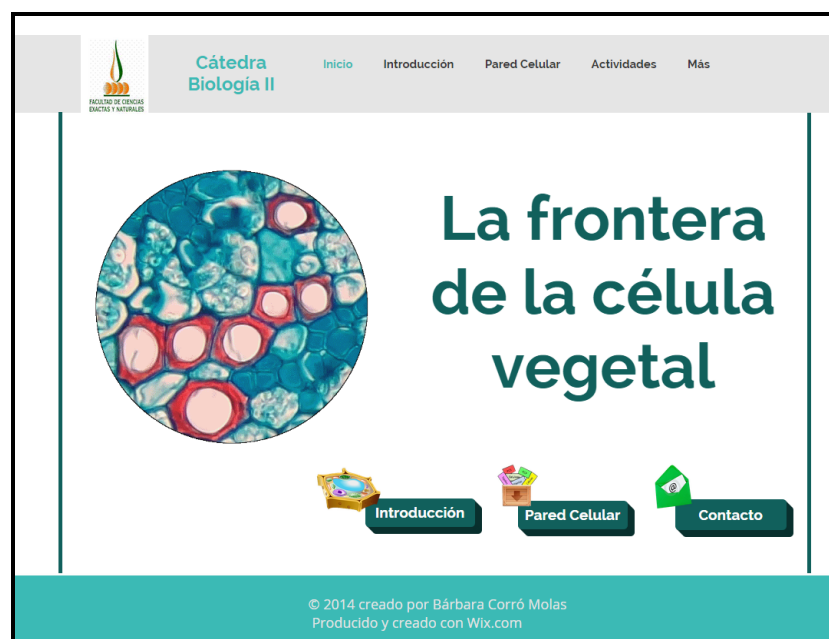 FACULTAD DE CIENCIAS
EXACTAS Y NATURALES
Cátedra
Biología II
Inicio Introducción Pared Celular Actividades Más
La frontera
de la célula
vegetal
Introducción Pared Celular Contacto
© 2014 creado por Bárbara Corró Molas
Producido y creado con Wix.com